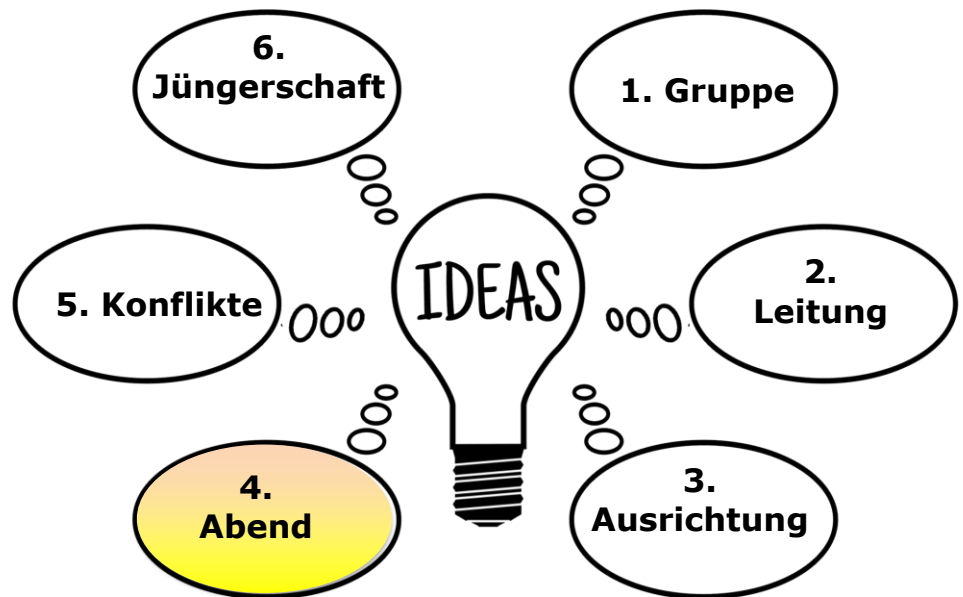 6.
Jüngerschaft
1. Gruppe
5. Konflikte
IDEAS
2.
Leitung
4.
Abend
3.
Ausrichtung